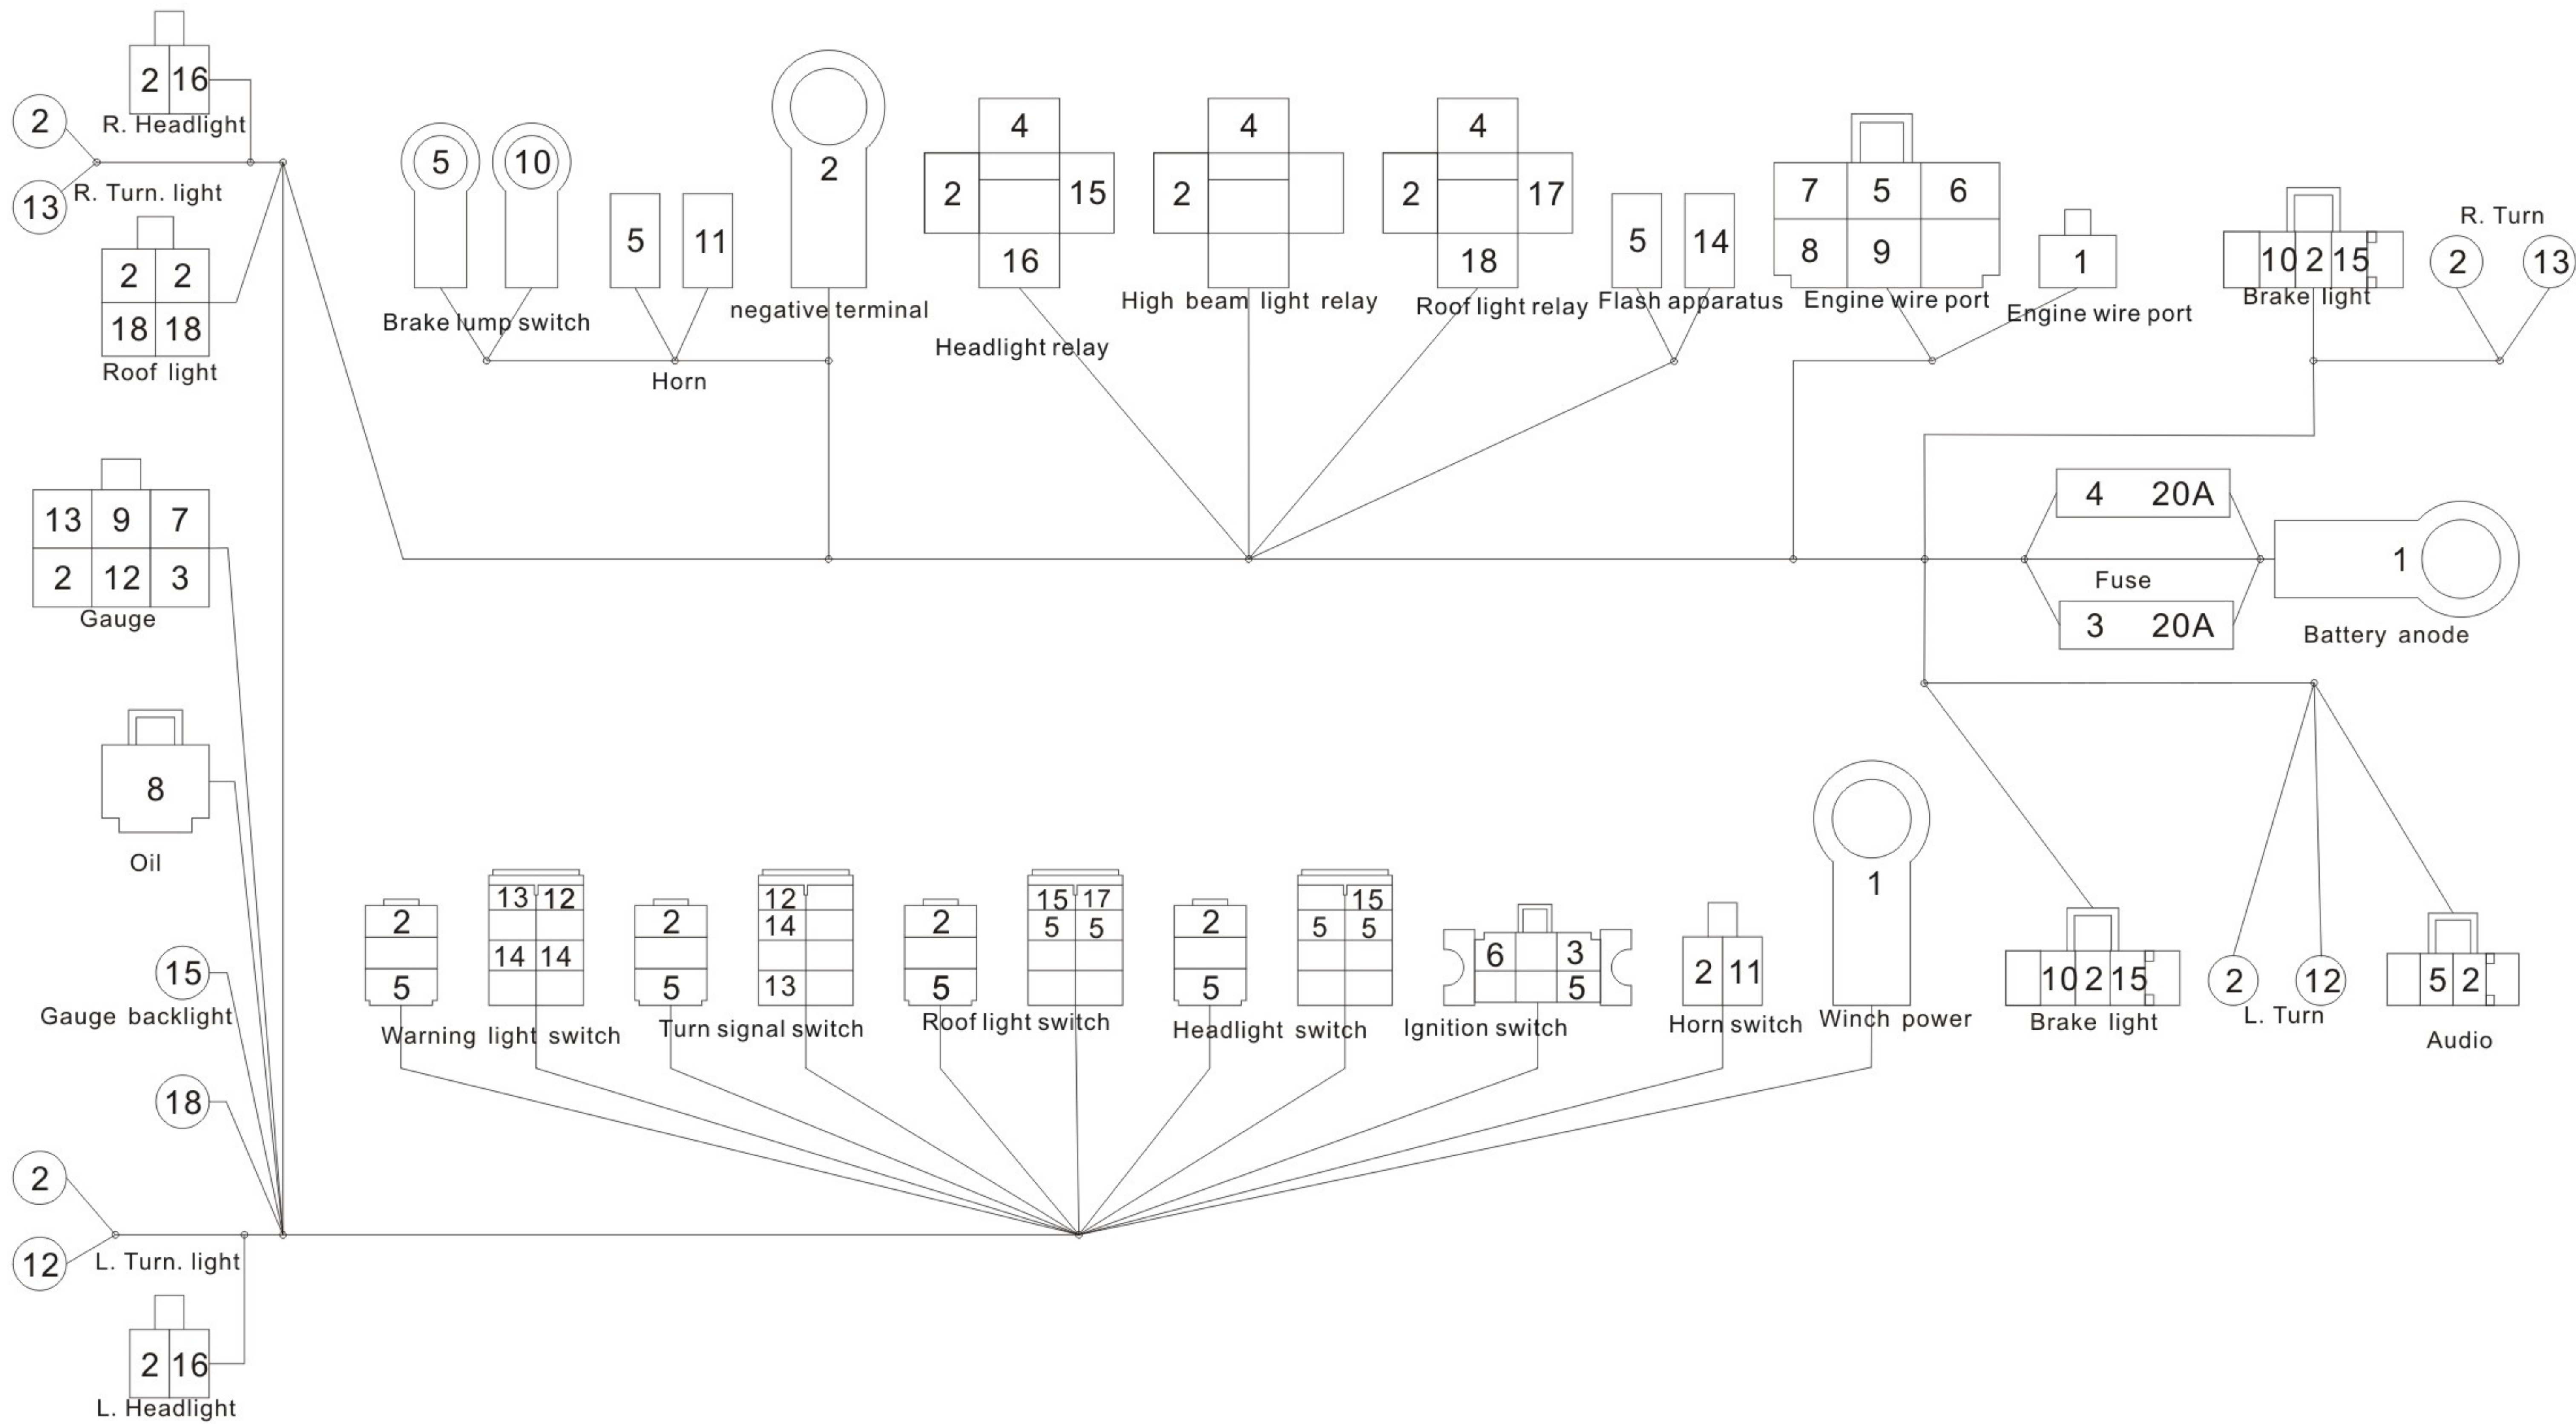 2 16
R. Headlight
2
13
R. Turn. light
2 2
18 18
Roof light
13 9 7
2 12 3
Gauge
8
Oil
15
Gauge backlight
18
2
12
L. Turn. light
2 16
L. Headlight
5 10
Brake lump switch
5 11
Horn
2
negative terminal
4
2 15
16
Headlight relay
4
2
High beam light relay
4
2 17
18
Roof light relay
5 14
Flash apparatus
7 5 6
8 9
Engine wire port
1
Engine wire port
10 2 15
Brake light
R. Turn
2 13
4 20A
Fuse
3 20A
1
Battery anode
2
5
13 12
14 14
Warning light switch
2
5
12
14
13
Turn signal switch
2
5
15 17
5 5
Roof light switch
2
5
15
5 5
Headlight switch
6 3
5
Ignition switch
2 11
Horn switch
1
Winch power
10 2 15
Brake light
2 12
L. Turn
5 2
Audio